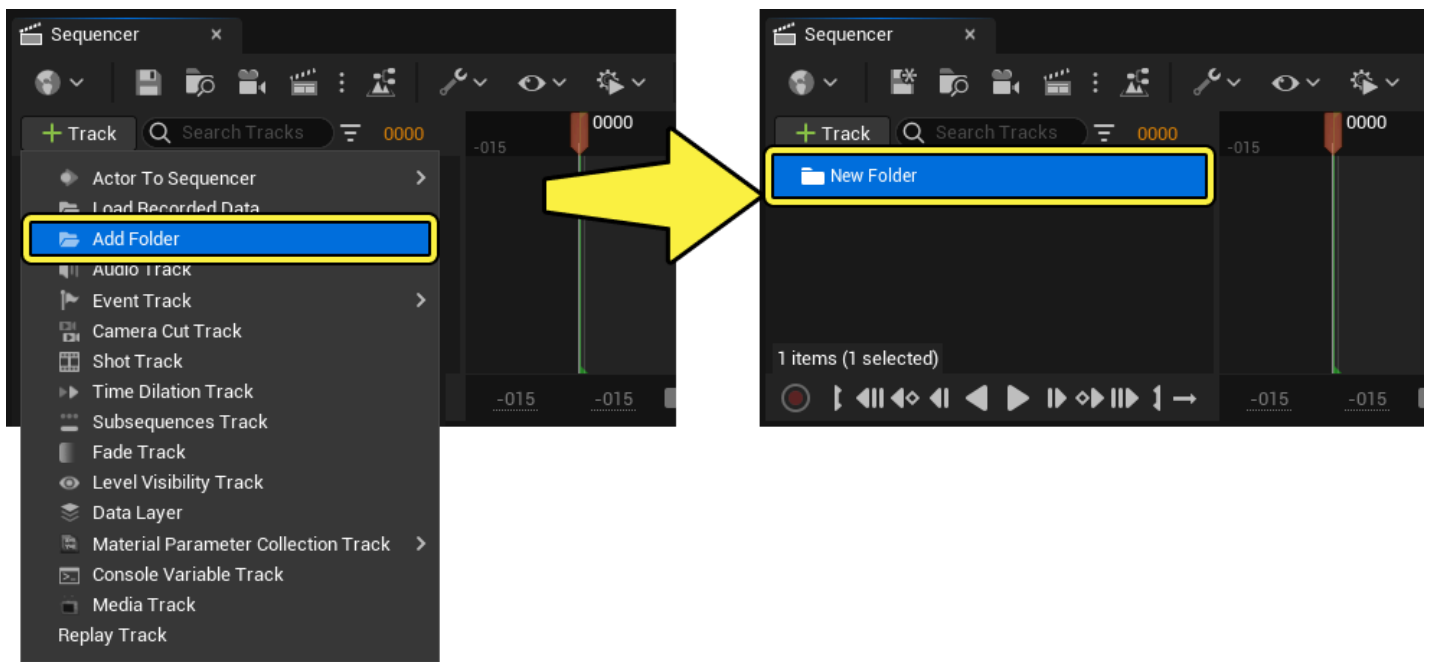 Sequencer ×
+ Track Search Tracks 0000
-015 0000
Actor To Sequencer
Load Recorded Data
Add Folder
Audio Track
Event Track
Camera Cut Track
Shot Track
Time Dilation Track
Subsequences Track
Fade Track
Level Visibility Track
Data Layer
Material Parameter Collection Track
Console Variable Track
Media Track
Replay Track
-015 -015
Sequencer ×
+ Track Search Tracks 0000
-015 0000
New Folder
1 items (1 selected)
-015 -015